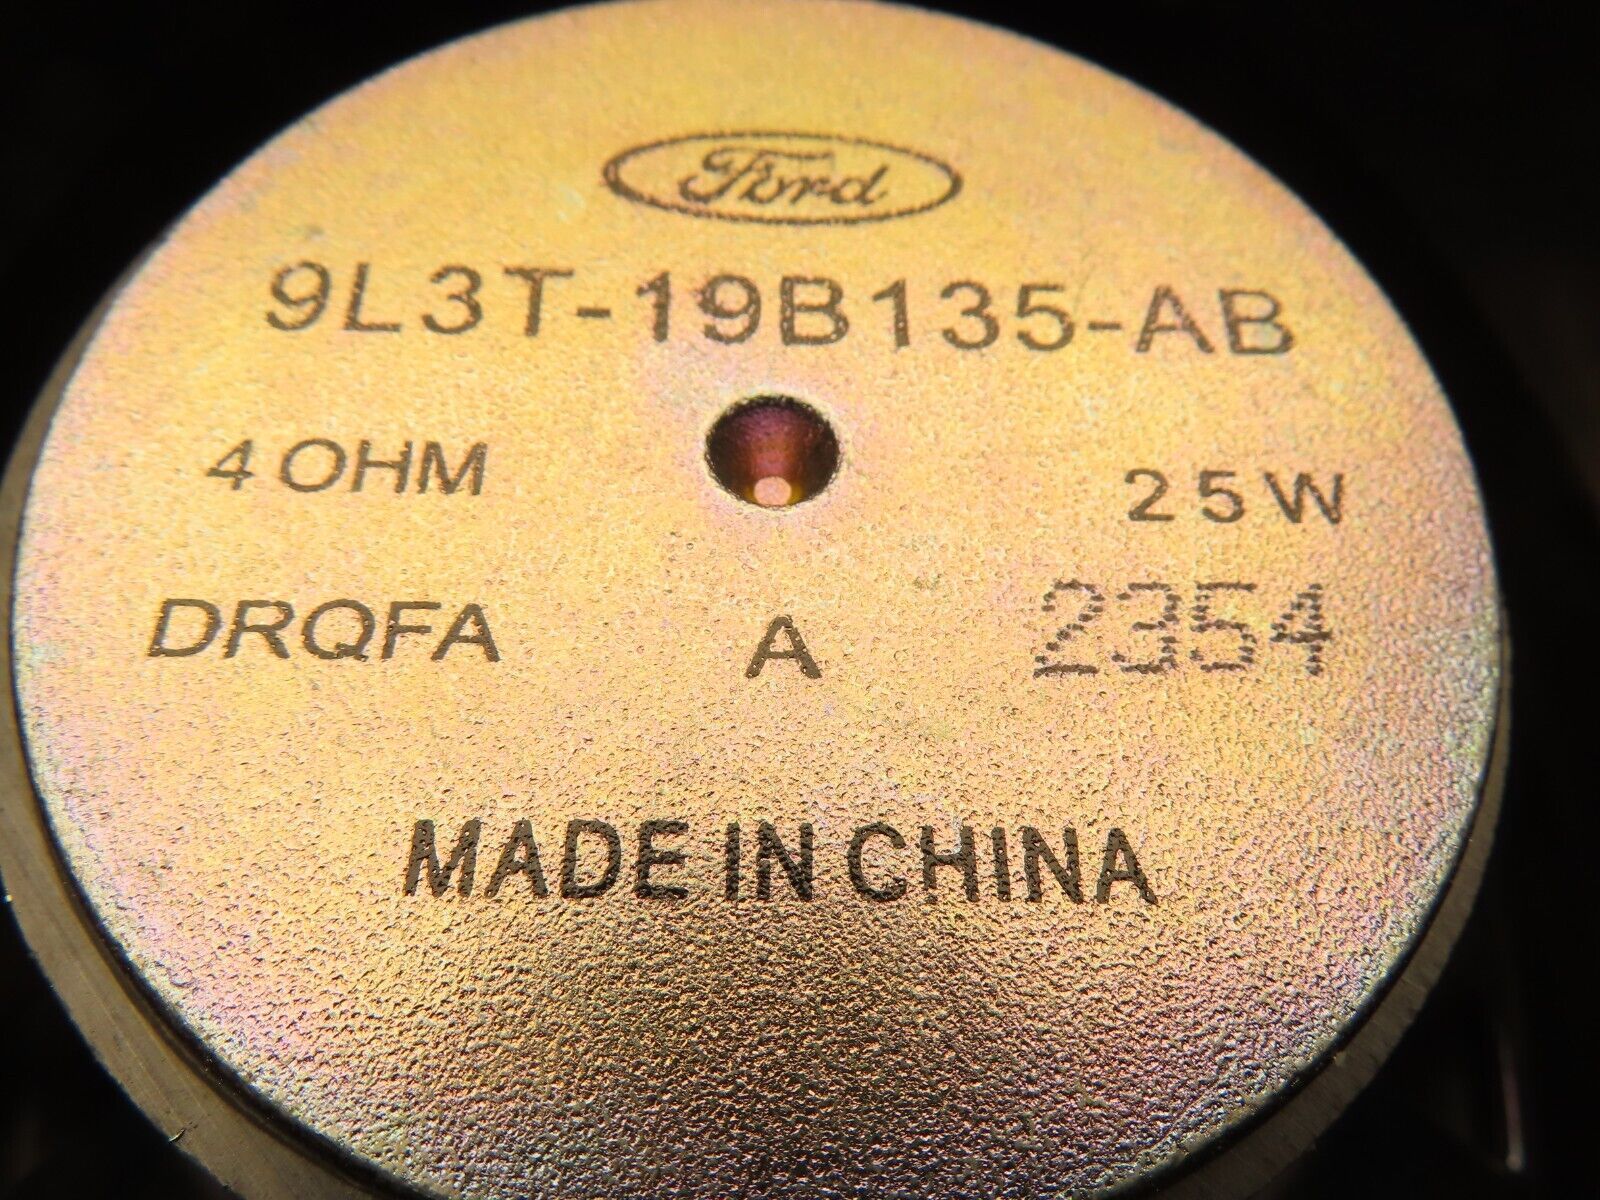 Ford
9L3T-19B135-AB
4 OHM 25W
DRQFA A 2354
MADE IN CHINA